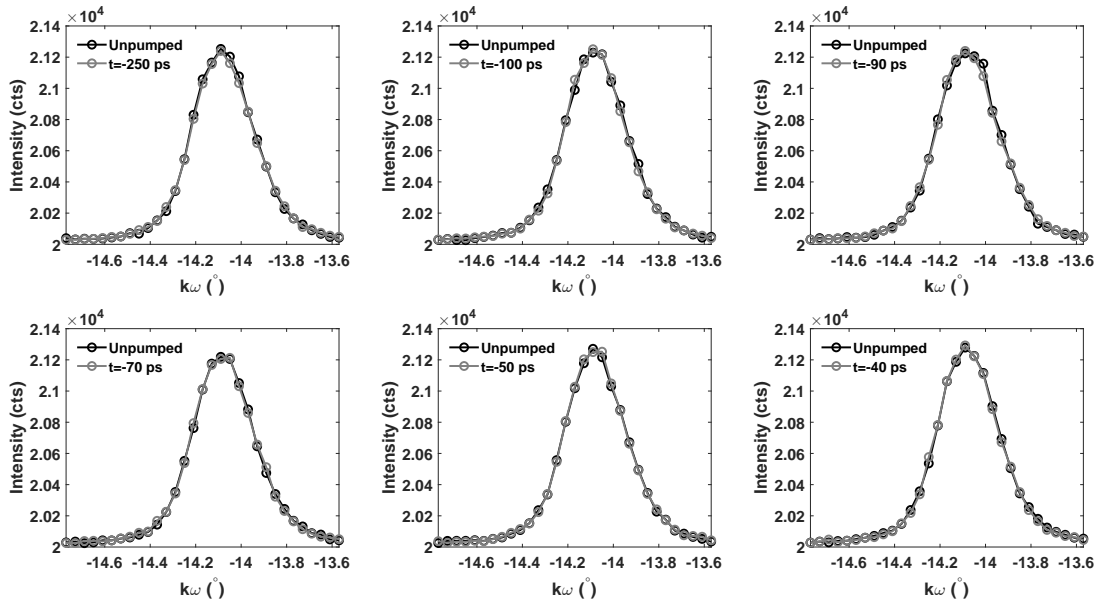 ×10⁴
2.14
2.12
2.1
2.08
2.06
2.04
2.02
2
Intensity (cts)
Unpumped
t=-250 ps
-14.6 -14.4 -14.2 -14 -13.8 -13.6
kω (°)
×10⁴
2.14
2.12
2.1
2.08
2.06
2.04
2.02
2
Intensity (cts)
Unpumped
t=-100 ps
-14.6 -14.4 -14.2 -14 -13.8 -13.6
kω (°)
×10⁴
2.14
2.12
2.1
2.08
2.06
2.04
2.02
2
Intensity (cts)
Unpumped
t=-90 ps
-14.6 -14.4 -14.2 -14 -13.8 -13.6
kω (°)
×10⁴
2.14
2.12
2.1
2.08
2.06
2.04
2.02
2
Intensity (cts)
Unpumped
t=-70 ps
-14.6 -14.4 -14.2 -14 -13.8 -13.6
kω (°)
×10⁴
2.14
2.12
2.1
2.08
2.06
2.04
2.02
2
Intensity (cts)
Unpumped
t=-50 ps
-14.6 -14.4 -14.2 -14 -13.8 -13.6
kω (°)
×10⁴
2.14
2.12
2.1
2.08
2.06
2.04
2.02
2
Intensity (cts)
Unpumped
t=-40 ps
-14.6 -14.4 -14.2 -14 -13.8 -13.6
kω (°)